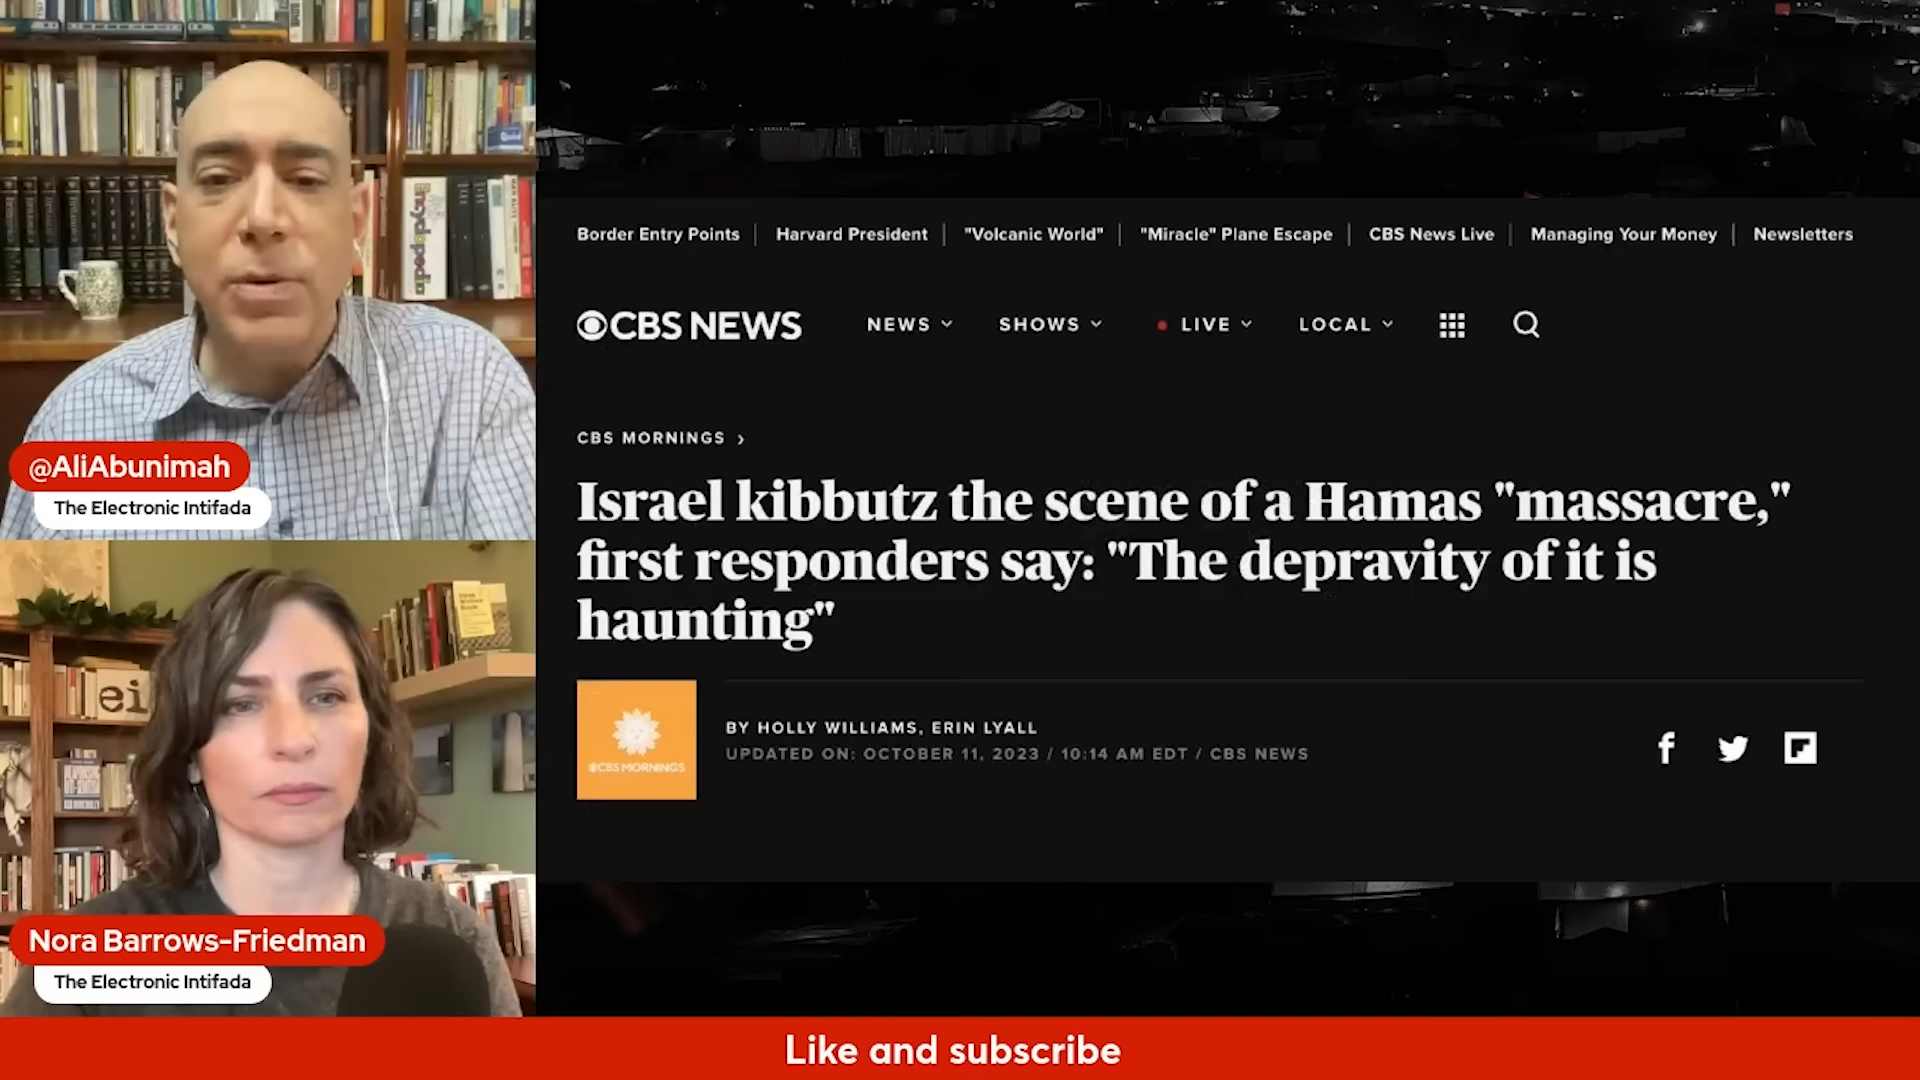 Border Entry Points
Harvard President
"Volcanic World"
"Miracle" Plane Escape
CBS News Live
Managing Your Money
Newsletters
CBS NEWS
NEWS
SHOWS
LIVE
LOCAL
CBS MORNINGS
Israel kibbutz the scene of a Hamas "massacre,"
first responders say: "The depravity of it is
haunting"
CBS MORNINGS
BY HOLLY WILLIAMS, ERIN LYALL
UPDATED ON: OCTOBER 11, 2023 / 10:14 AM EDT / CBS NEWS
@AliAbunimah
The Electronic Intifada
ei
Nora Barrows-Friedman
The Electronic Intifada
Like and subscribe